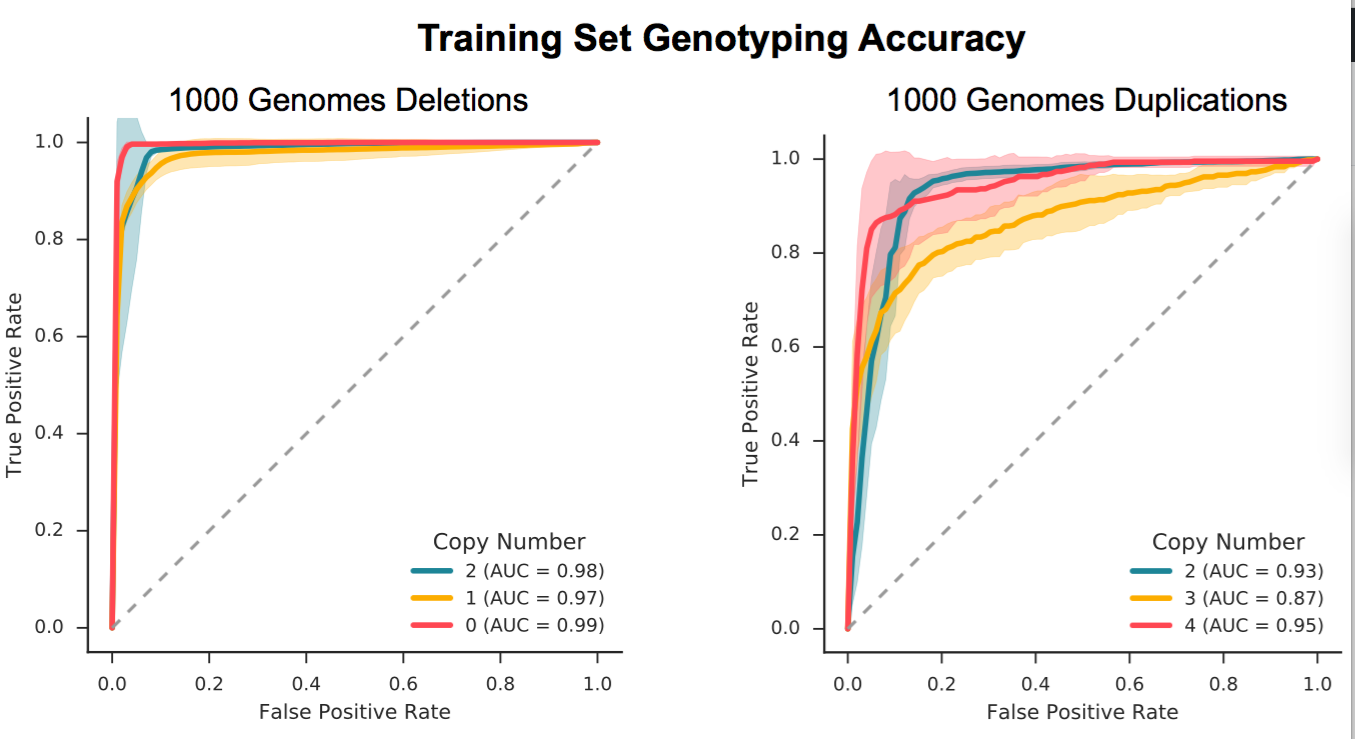 Training Set Genotyping Accuracy
1000 Genomes Deletions
True Positive Rate
1.0
0.8
0.6
0.4
0.2
0.0
Copy Number
2 (AUC = 0.98)
1 (AUC = 0.97)
0 (AUC = 0.99)
0.0 0.2 0.4 0.6 0.8 1.0
False Positive Rate
1000 Genomes Duplications
True Positive Rate
1.0
0.8
0.6
0.4
0.2
0.0
Copy Number
2 (AUC = 0.93)
3 (AUC = 0.87)
4 (AUC = 0.95)
0.0 0.2 0.4 0.6 0.8 1.0
False Positive Rate